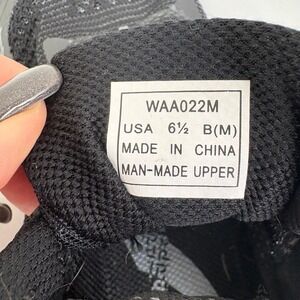 WAA022M
USA 6½ B(M)
MADE IN CHINA
MAN-MADE UPPER